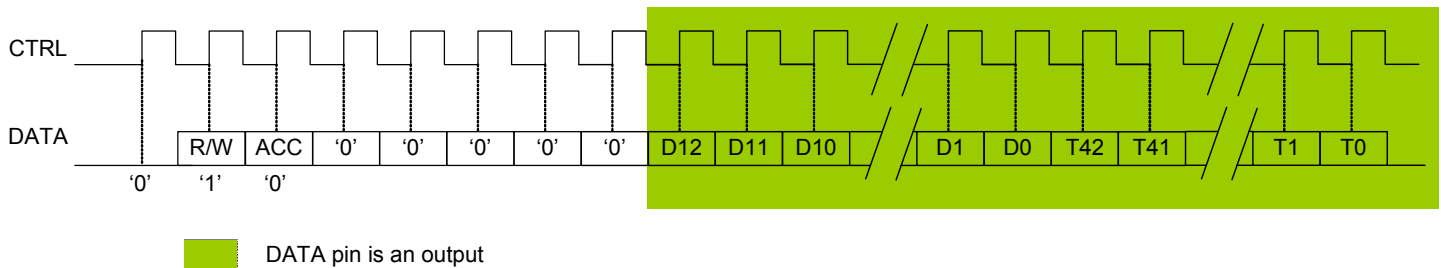 CTRL
DATA
R/W ACC ‘0’ ‘0’ ‘0’ ‘0’ ‘0’ D12 D11 D10 D1 D0 T42 T41 T1 T0
‘0’ ‘1’ ‘0’
DATA pin is an output